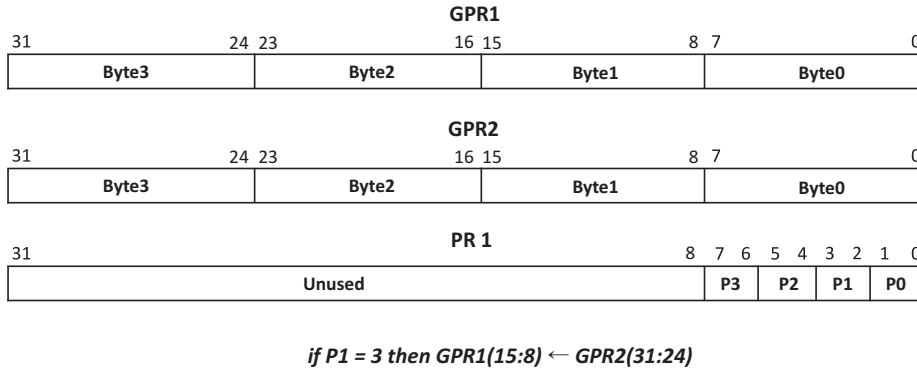 GPR1
31 24 23 16 15 8 7 0
Byte3 Byte2 Byte1 Byte0
GPR2
31 24 23 16 15 8 7 0
Byte3 Byte2 Byte1 Byte0
PR 1
31 8 7 6 5 4 3 2 1 0
Unused P3 P2 P1 P0
if P1 = 3 then GPR1(15:8) ← GPR2(31:24)